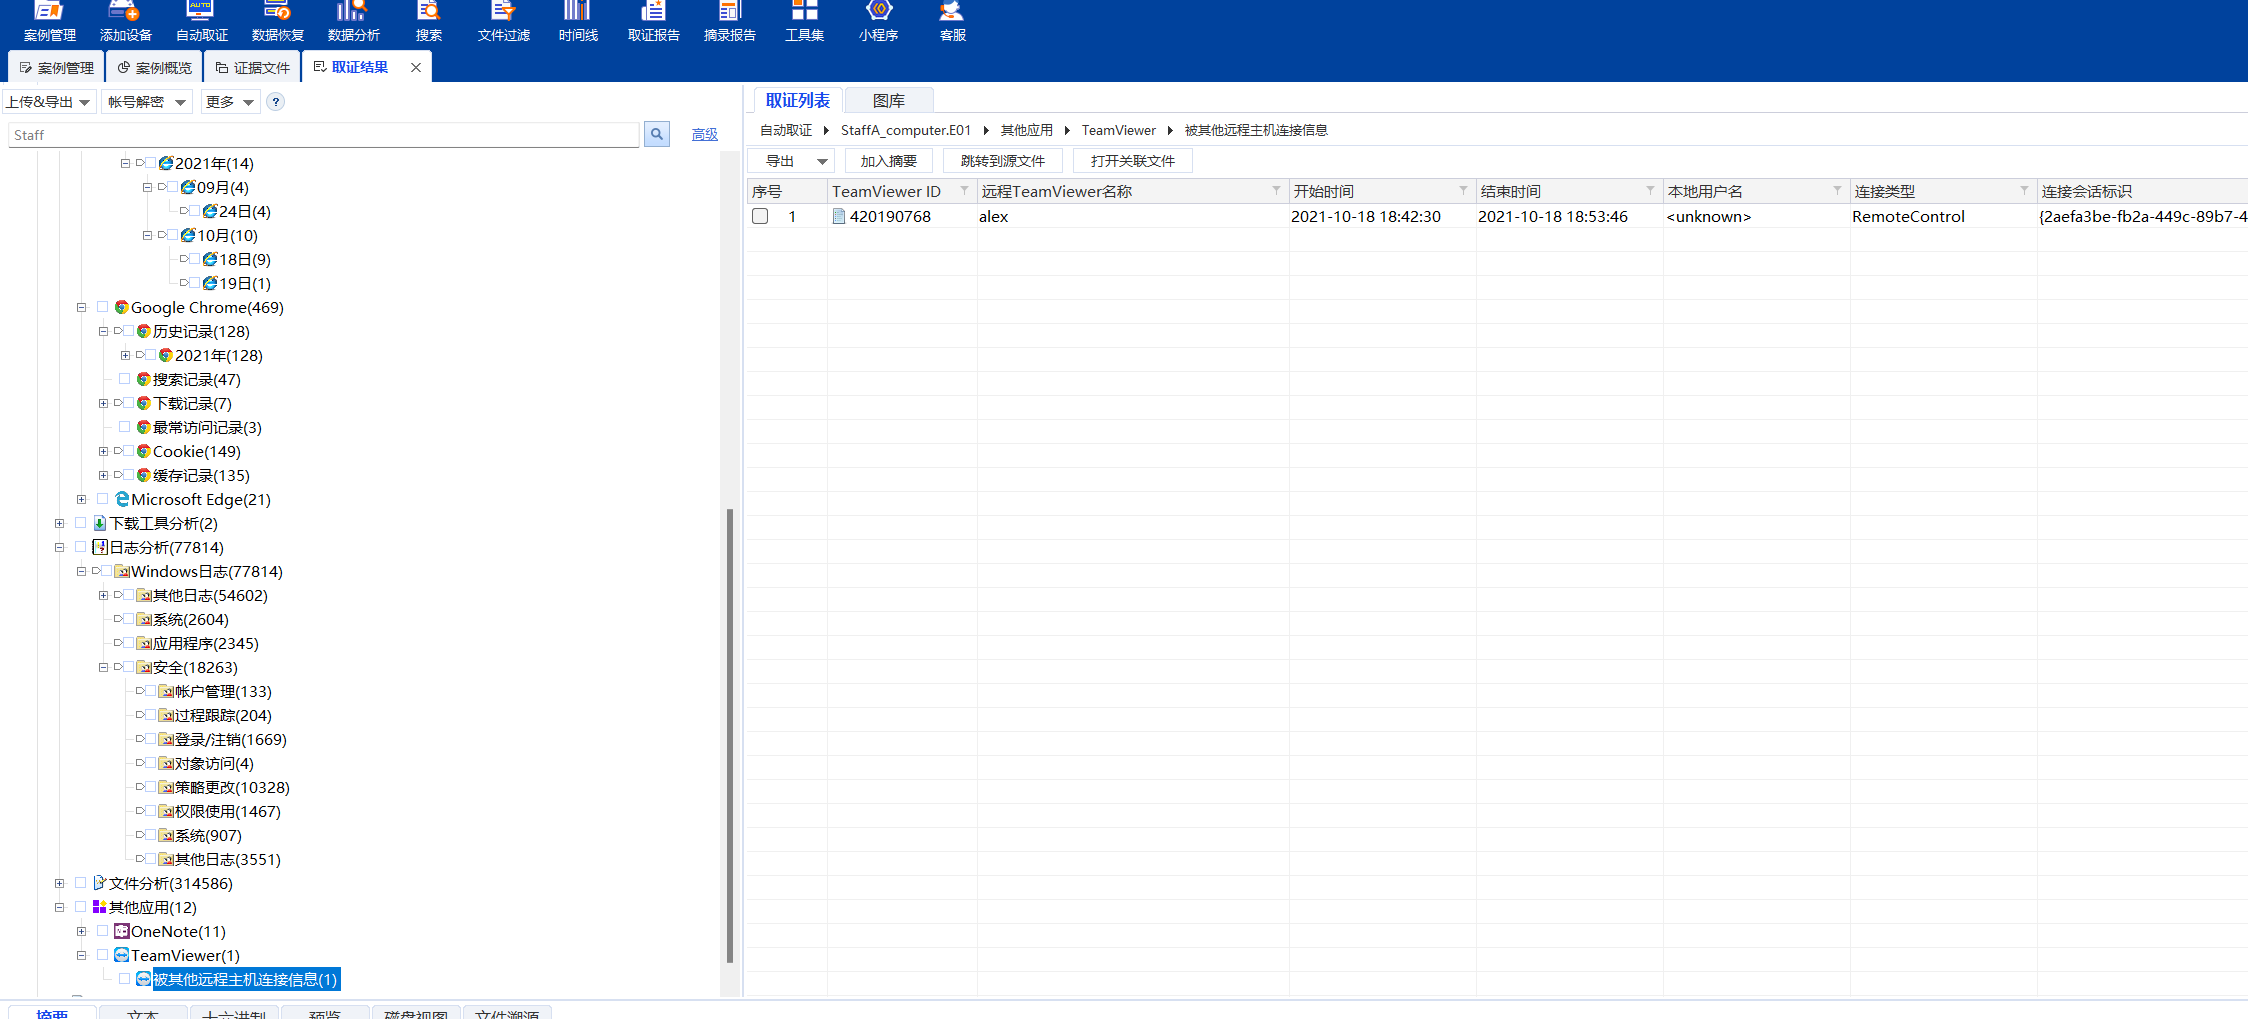 案例管理 添加设备 自动取证 数据恢复 数据分析 搜索 文件过滤 时间线 取证报告 摘录报告 工具集 小程序 客服
案例管理 案例概览 证据文件 取证结果
上传&导出 帐号解密 更多 ?
Staff 高级
2021年(14)
09月(4)
24日(4)
10月(10)
18日(9)
19日(1)
Google Chrome(469)
历史记录(128)
2021年(128)
搜索记录(47)
下载记录(7)
最常访问记录(3)
Cookie(149)
缓存记录(135)
Microsoft Edge(21)
下载工具分析(2)
日志分析(77814)
Windows日志(77814)
其他日志(54602)
系统(2604)
应用程序(2345)
安全(18263)
帐户管理(133)
过程跟踪(204)
登录/注销(1669)
对象访问(4)
策略更改(10328)
权限使用(1467)
系统(907)
其他日志(3551)
文件分析(314586)
其他应用(12)
OneNote(11)
TeamViewer(1)
被其他远程主机连接信息(1)
取证列表 图库
自动取证 StaffA_computer.E01 其他应用 TeamViewer 被其他远程主机连接信息
导出 加入摘要 跳转到源文件 打开关联文件
序号 TeamViewer ID 远程TeamViewer名称 开始时间 结束时间 本地用户名 连接类型 连接会话标识
1 420190768 alex 2021-10-18 18:42:30 2021-10-18 18:53:46 <unknown> RemoteControl {2aefa3be-fb2a-449c-89b7-4
摘要 文本 十六进制 预览 磁盘视图 文件溯源